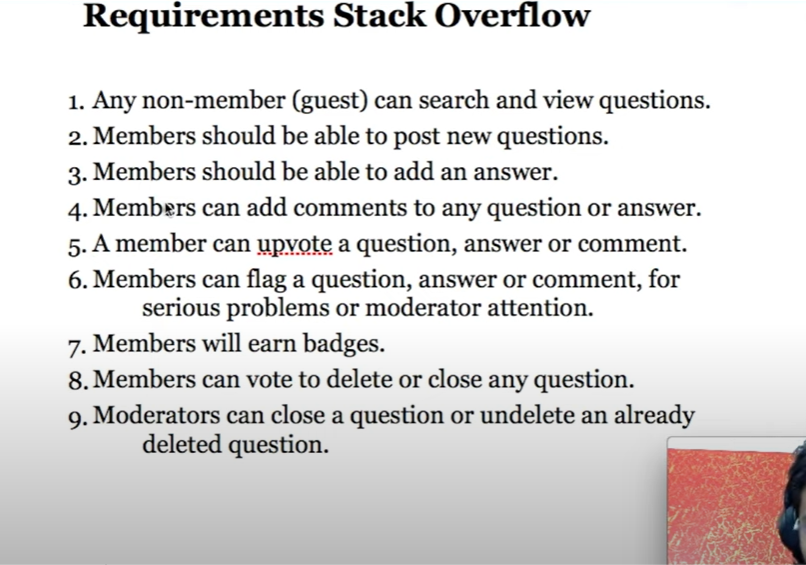 Requirements Stack Overflow
1. Any non-member (guest) can search and view questions.
2. Members should be able to post new questions.
3. Members should be able to add an answer.
4. Members can add comments to any question or answer.
5. A member can upvote a question, answer or comment.
6. Members can flag a question, answer or comment, for
serious problems or moderator attention.
7. Members will earn badges.
8. Members can vote to delete or close any question.
9. Moderators can close a question or undelete an already
deleted question.